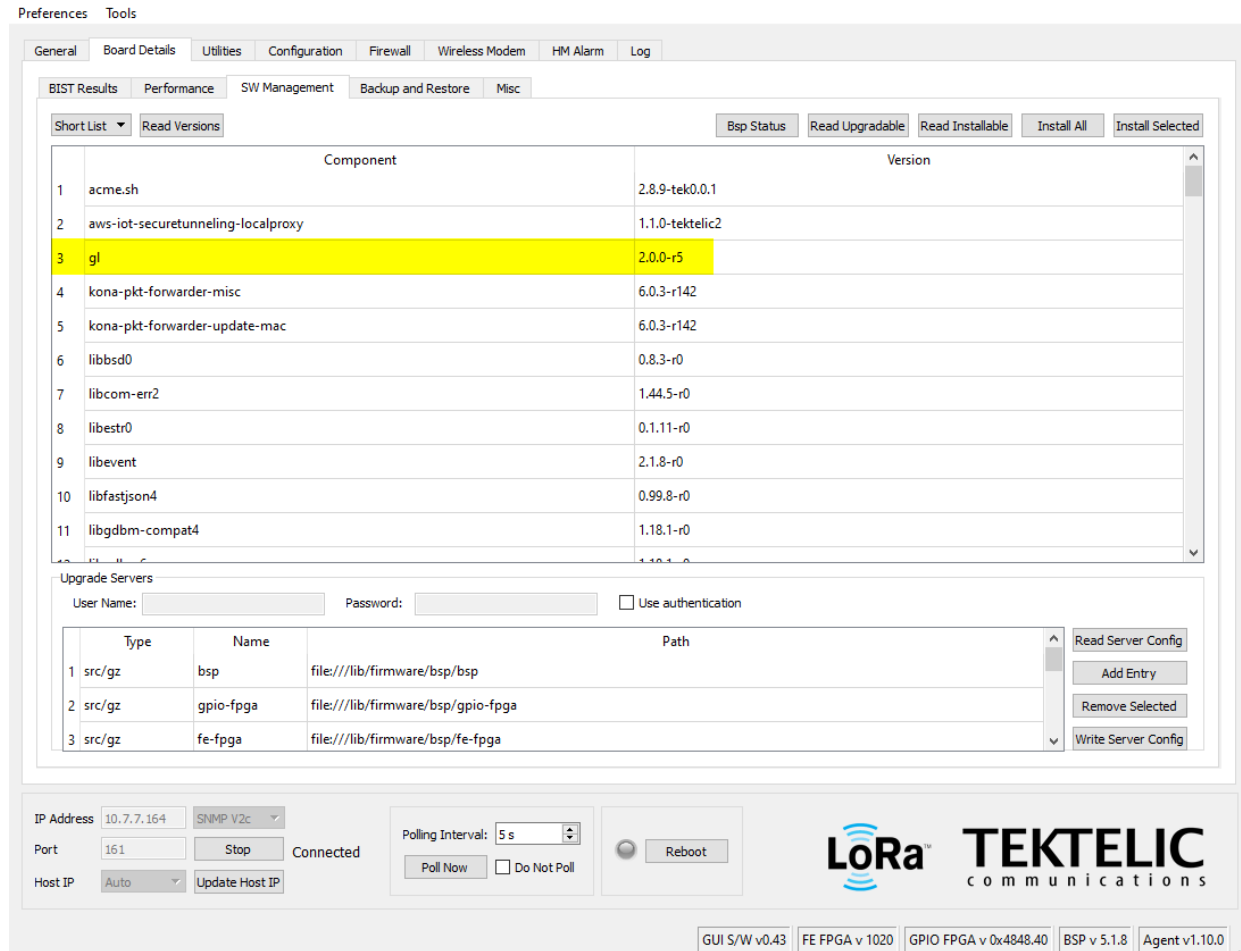 Preferences Tools
General Board Details Utilities Configuration Firewall Wireless Modem HM Alarm Log
BIST Results Performance SW Management Backup and Restore Misc
Short List Read Versions Bsp Status Read Upgradable Read Installable Install All Install Selected
Component Version
1 acme.sh 2.8.9-tek0.0.1
2 aws-iot-securetunneling-localproxy 1.1.0-tektelic2
3 gl 2.0.0-r5
4 kona-pkt-forwarder-misc 6.0.3-r142
5 kona-pkt-forwarder-update-mac 6.0.3-r142
6 libbsd0 0.8.3-r0
7 libcom-err2 1.44.5-r0
8 libestr0 0.1.11-r0
9 libevent 2.1.8-r0
10 libfastjson4 0.99.8-r0
11 libgdbm-compat4 1.18.1-r0
Upgrade Servers
User Name: Password: Use authentication
Type Name Path Read Server Config
1 src/gz bsp file:///lib/firmware/bsp/bsp Add Entry
2 src/gz gpio-fpga file:///lib/firmware/bsp/gpio-fpga Remove Selected
3 src/gz fe-fpga file:///lib/firmware/bsp/fe-fpga Write Server Config
IP Address 10.7.7.164 SNMP V2c Polling Interval: 5 s
Port 161 Stop Connected Poll Now Do Not Poll Reboot
Host IP Auto Update Host IP
LoRa™ TEKTELIC
communications
GUI S/W v0.43 FE FPGA v 1020 GPIO FPGA v 0x4848.40 BSP v 5.1.8 Agent v1.10.0